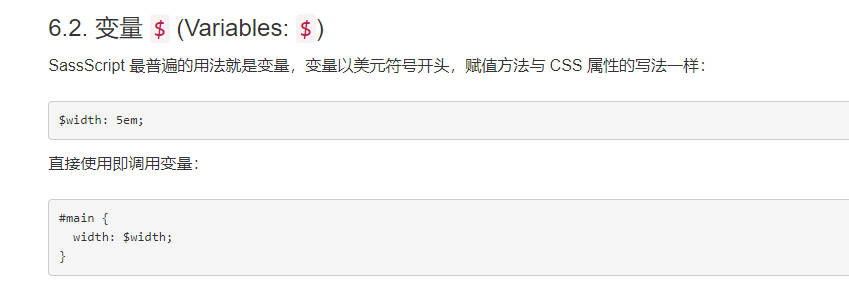 6.2. 变量 $ (Variables: $)
SassScript 最普遍的用法就是变量，变量以美元符号开头，赋值方法与 CSS 属性的写法一样：
$width: 5em;
直接使用即调用变量：
#main {
  width: $width;
}